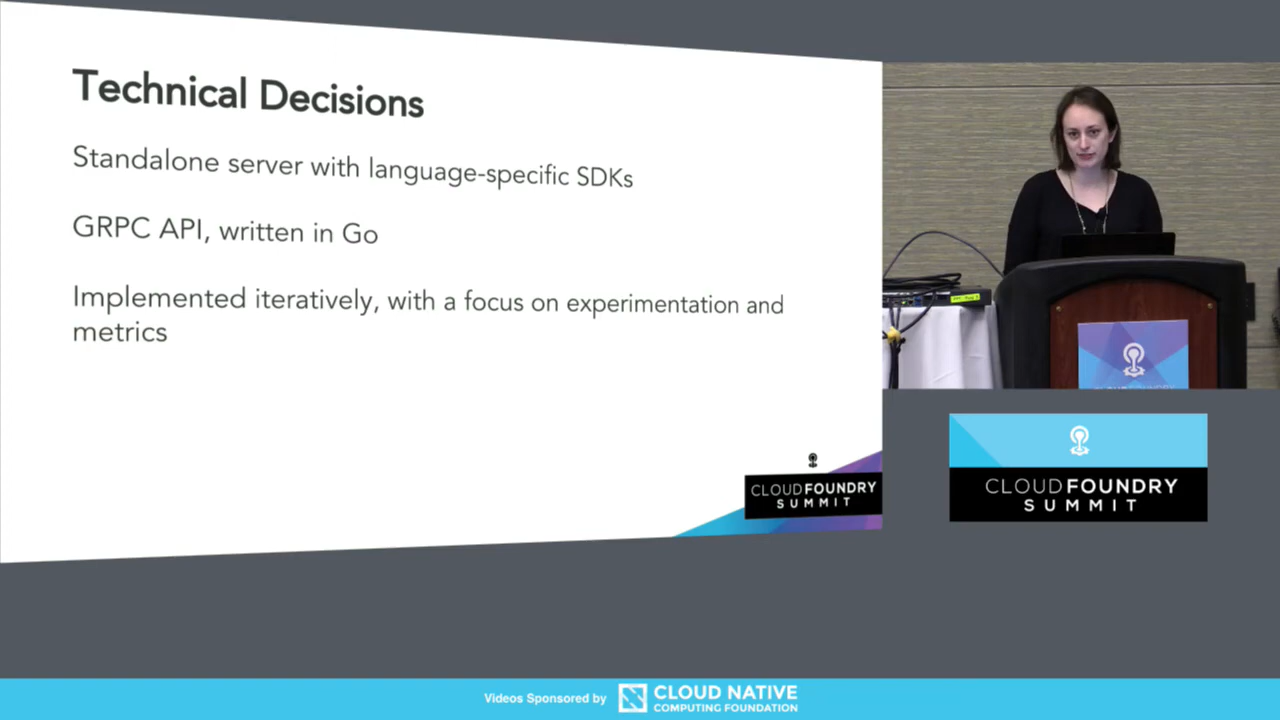 Technical Decisions
Standalone server with language-specific SDKs
GRPC API, written in Go
Implemented iteratively, with a focus on experimentation and
metrics
CLOUDFOUNDRY
SUMMIT
CLOUDFOUNDRY
SUMMIT
Videos Sponsored by
CLOUD NATIVE
COMPUTING FOUNDATION